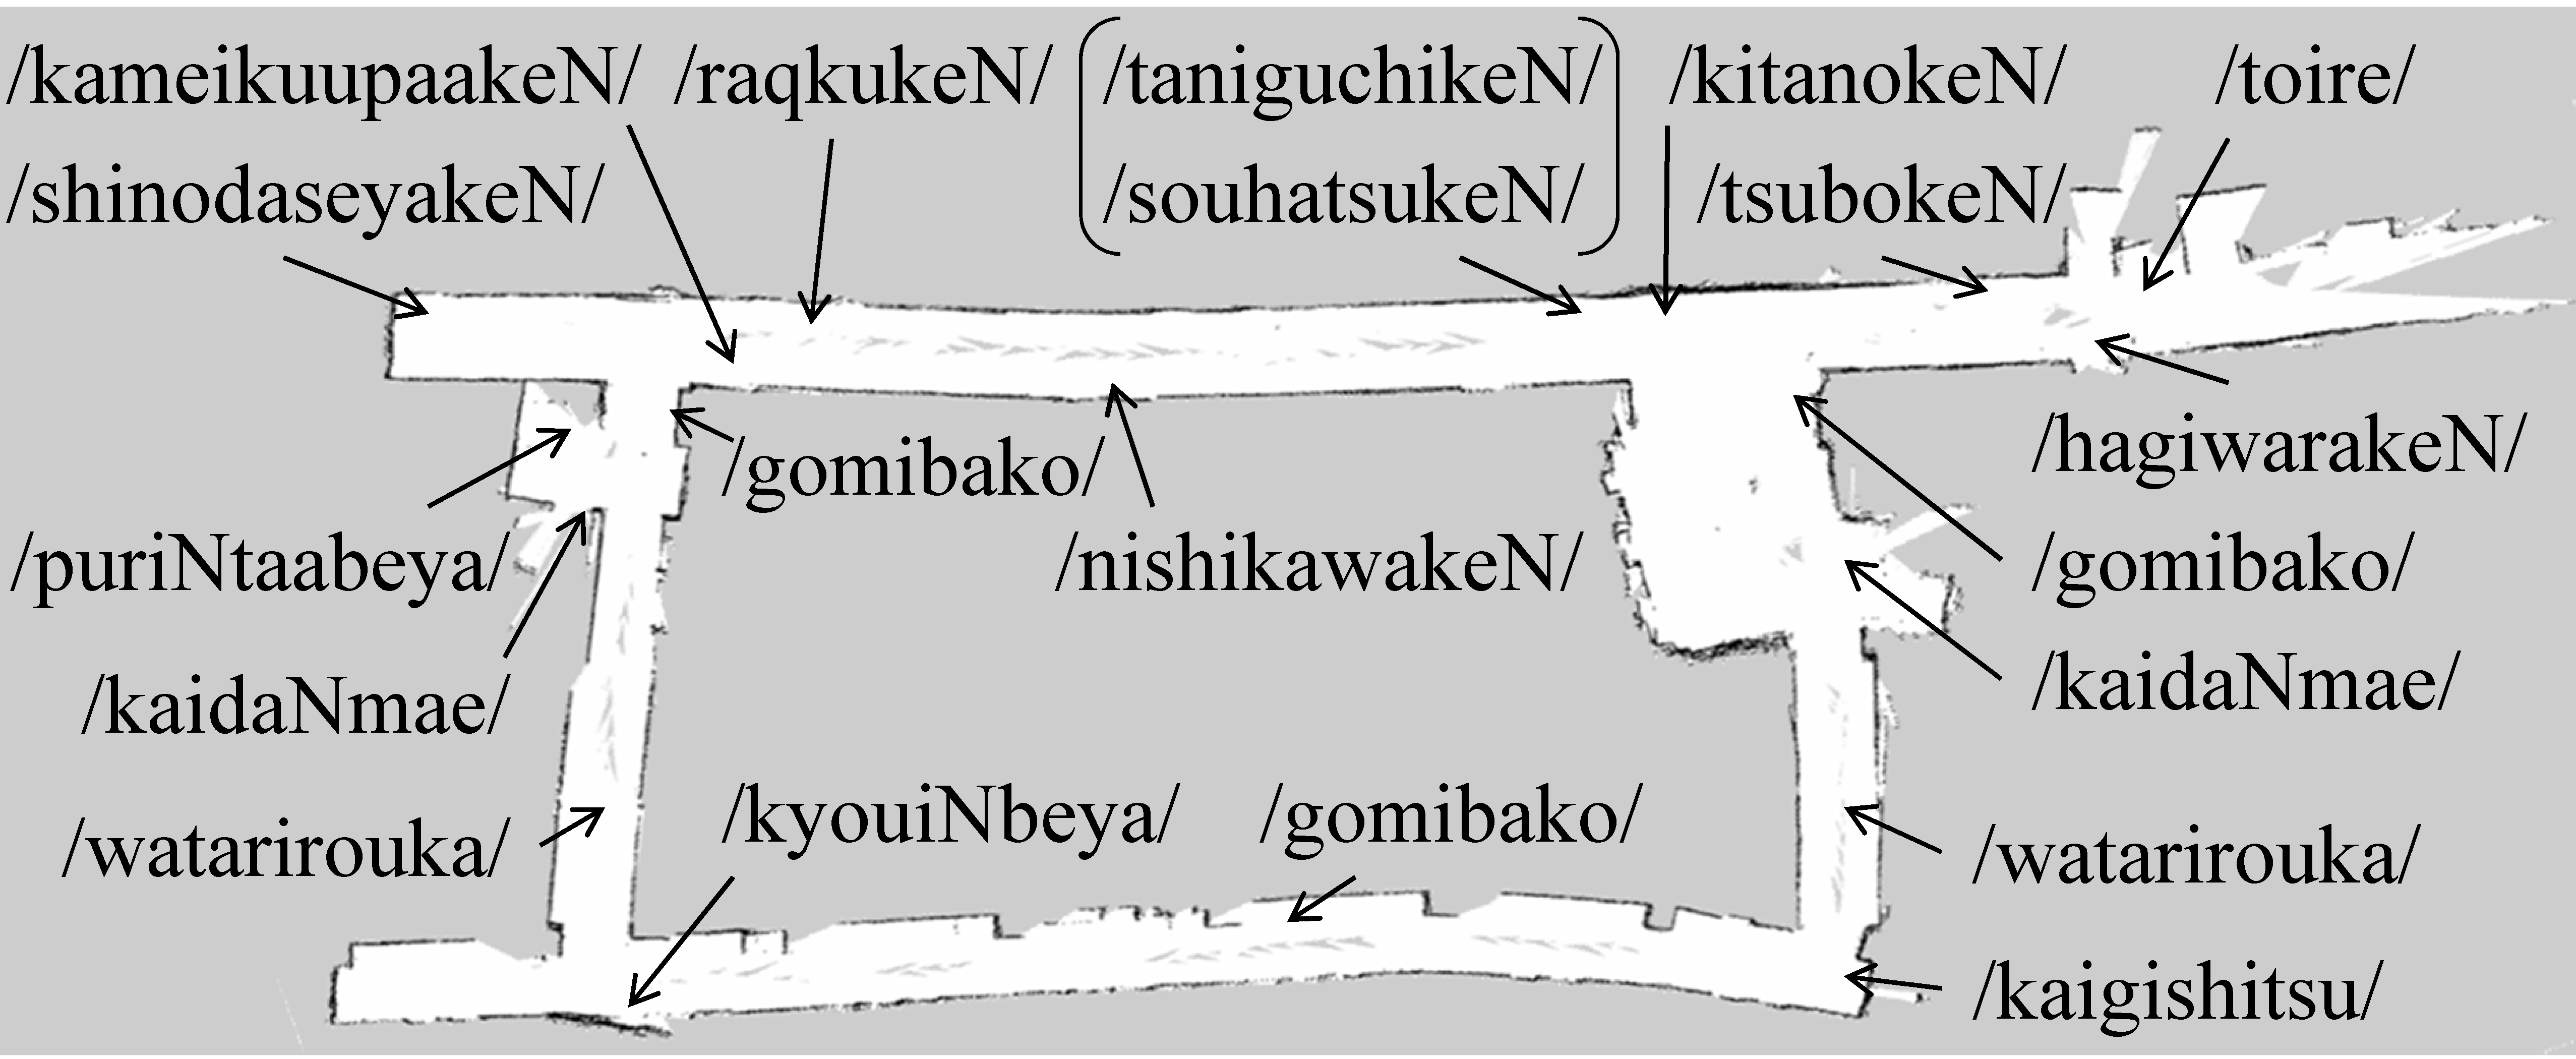 /kameikuupaakeN/ /raqkukeN/ /taniguchikeN/ /kitanokeN/ /toire/
/shinodaseyakeN/ /souhatsukeN/ /tsubokeN/
/gomibako/ /hagiwarakeN/
/puriNtaabeya/ /nishikawakeN/ /gomibako/
/kaidaNmae/ /kaidaNmae/
/watarirouka/ /kyouiNbeya/ /gomibako/ /watarirouka/
/kaigishitsu/